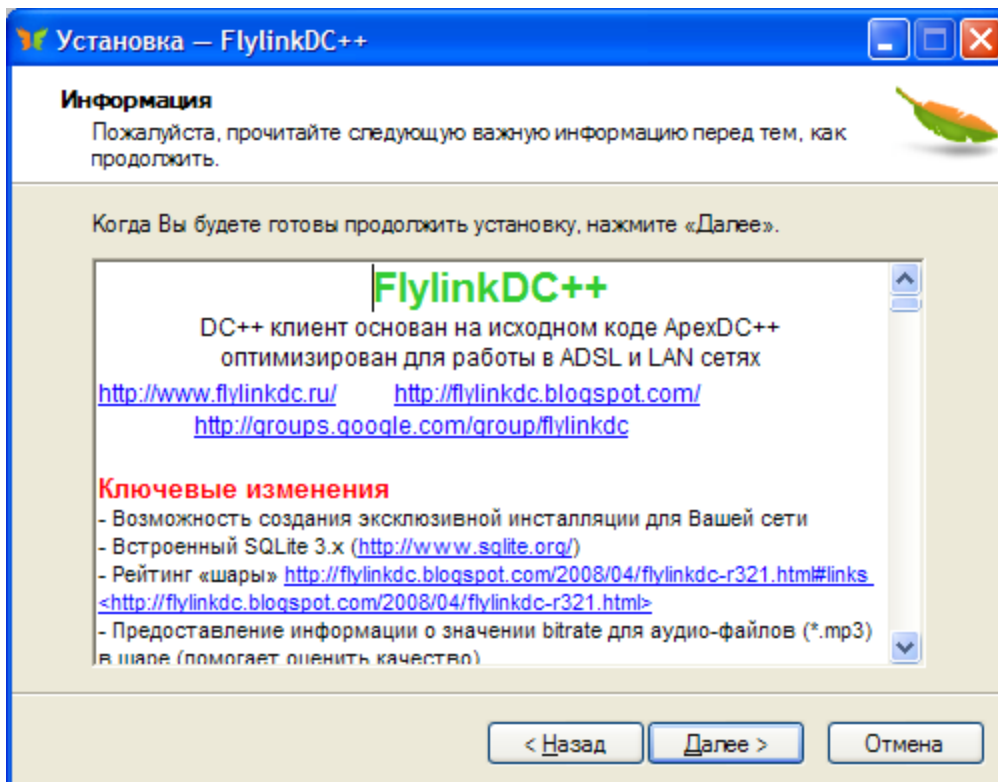 Установка — FlylinkDC++
Информация
Пожалуйста, прочитайте следующую важную информацию перед тем, как
продолжить.
Когда Вы будете готовы продолжить установку, нажмите «Далее».
FlylinkDC++
DC++ клиент основан на исходном коде ApexDC++
оптимизирован для работы в ADSL и LAN сетях
http://www.flylinkdc.ru/ http://flylinkdc.blogspot.com/
http://groups.google.com/group/flylinkdc
Ключевые изменения
- Возможность создания эксклюзивной инсталляции для Вашей сети
- Встроенный SQLite 3.x (http://www.sqlite.org/)
- Рейтинг «шары» http://flylinkdc.blogspot.com/2008/04/flylinkdc-r321.html#links
<http://flylinkdc.blogspot.com/2008/04/flylinkdc-r321.html>
- Предоставление информации о значении bitrate для аудио-файлов (*.mp3)
в шаре (помогает оценить качество)
< Назад Далее > Отмена